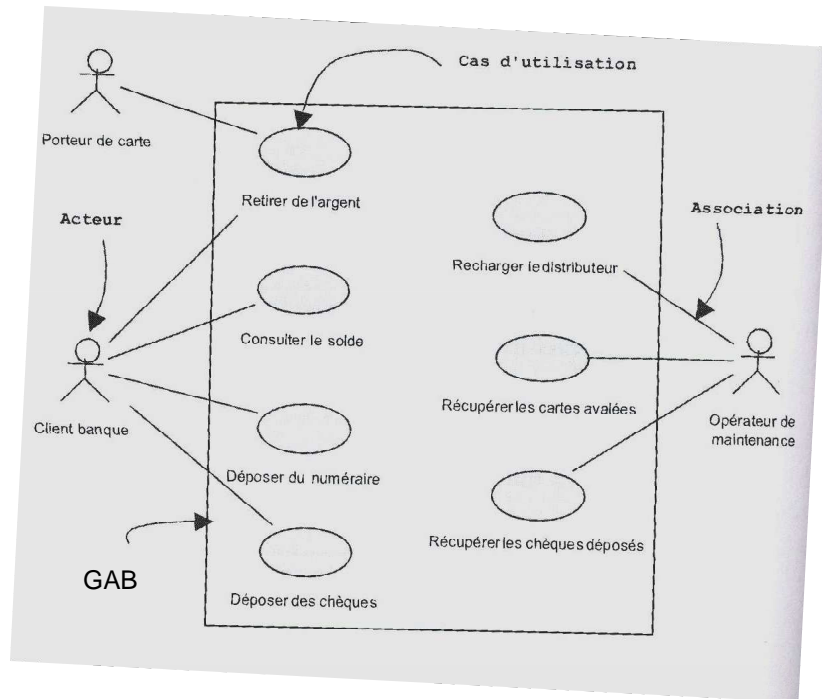 Cas d'utilisation
Porteur de carte
Retirer de l'argent
Acteur
Association
Recharger le distributeur
Consulter le solde
Récupérer les cartes avalées
Client banque
Opérateur de
maintenance
Déposer du numéraire
Récupérer les chèques déposés
GAB
Déposer des chèques